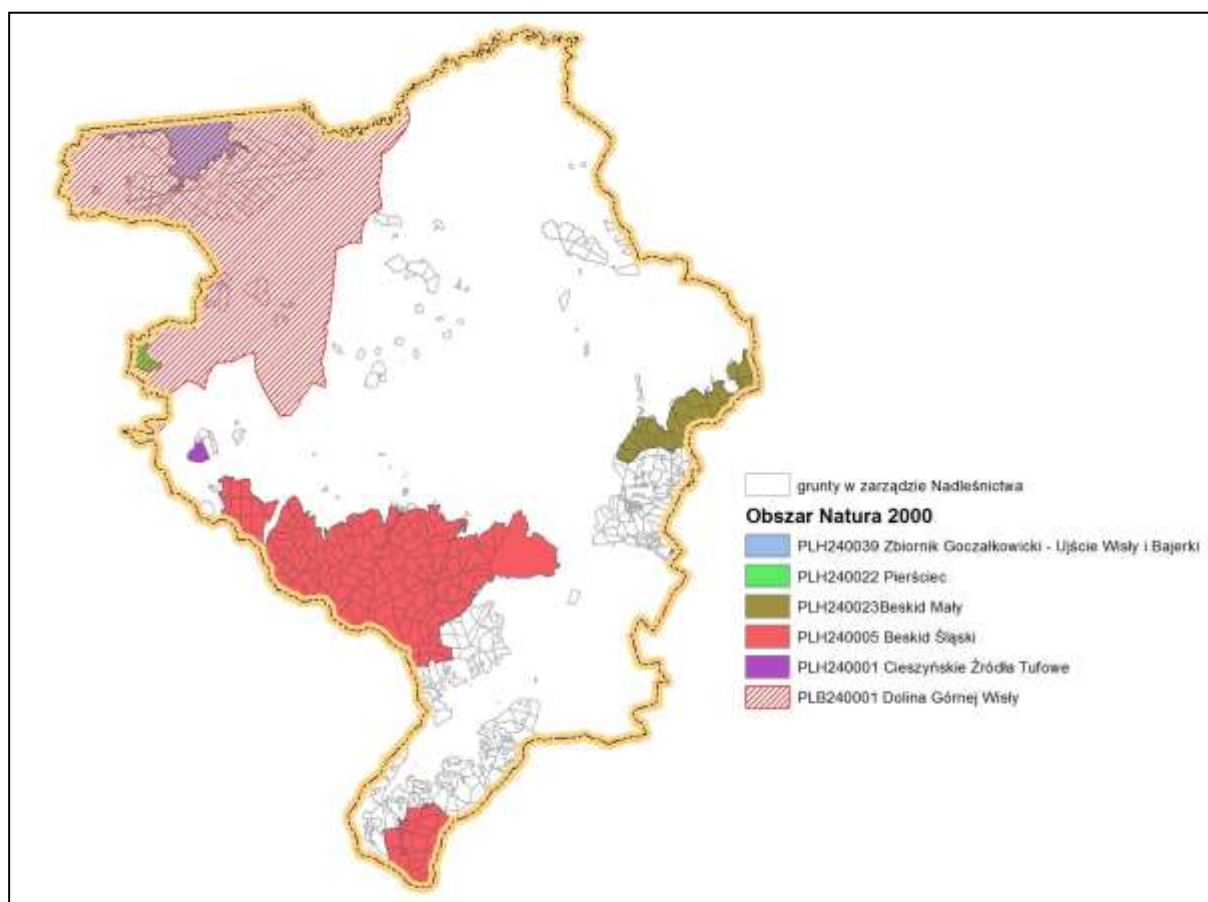 grunty w zarządzie Nadleśnictwa
Obszar Natura 2000
PLH240039 Zbiornik Goczałkowicki - Ujście Wisły i Bajerki
PLH240022 Pierściec
PLH240023Beskid Mały
PLH240005 Beskid Śląski
PLH240001 Cieszyńskie Źródła Tufowe
PLB240001 Dolina Górnej Wisły